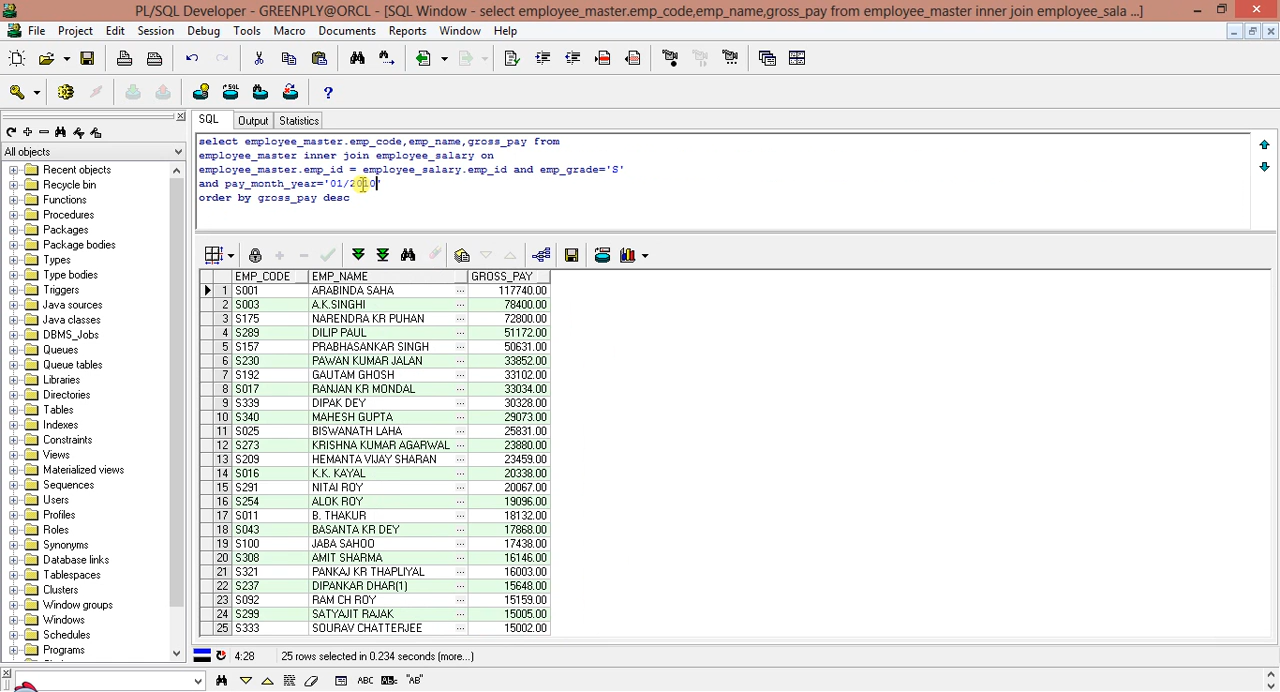 PL/SQL Developer - GREENPLY@ORCL - [SQL Window - select employee_master.emp_code,emp_name,gross_pay from employee_master inner join employee_sala ...]
File Project Edit Session Debug Tools Macro Documents Reports Window Help
SQL Output Statistics
select employee_master.emp_code,emp_name,gross_pay from
employee_master inner join employee_salary on
employee_master.emp_id = employee_salary.emp_id and emp_grade='S'
and pay_month_year='01/2010'
order by gross_pay desc
All objects
Recent objects
Recycle bin
Functions
Procedures
Packages
Package bodies
Types
Type bodies
Triggers
Java sources
Java classes
DBMS_Jobs
Queues
Queue tables
Libraries
Directories
Tables
Indexes
Constraints
Views
Materialized views
Sequences
Users
Profiles
Roles
Synonyms
Database links
Tablespaces
Clusters
Window groups
Windows
Schedules
Programs
EMP_CODE EMP_NAME GROSS_PAY
1 S001 ARABINDA SAHA ... 117740.00
2 S003 A.K.SINGHI ... 78400.00
3 S175 NARENDRA KR PUHAN ... 72800.00
4 S289 DILIP PAUL ... 51172.00
5 S157 PRABHASANKAR SINGH ... 50631.00
6 S230 PAWAN KUMAR JALAN ... 33852.00
7 S192 GAUTAM GHOSH ... 33102.00
8 S017 RANJAN KR MONDAL ... 33034.00
9 S339 DIPAK DEY ... 30328.00
10 S340 MAHESH GUPTA ... 29073.00
11 S025 BISWANATH LAHA ... 25831.00
12 S273 KRISHNA KUMAR AGARWAL ... 23880.00
13 S209 HEMANTA VIJAY SHARAN ... 23459.00
14 S016 K.K. KAYAL ... 20338.00
15 S291 NITAI ROY ... 20067.00
16 S254 ALOK ROY ... 19096.00
17 S011 B. THAKUR ... 18132.00
18 S043 BASANTA KR DEY ... 17868.00
19 S100 JABA SAHOO ... 17438.00
20 S308 AMIT SHARMA ... 16146.00
21 S321 PANKAJ KR THAPLIYAL ... 16003.00
22 S237 DIPANKAR DHAR(1) ... 15648.00
23 S092 RAM CH ROY ... 15159.00
24 S299 SATYAJIT RAJAK ... 15005.00
25 S333 SOURAV CHATTERJEE ... 15002.00
4:28 25 rows selected in 0.234 seconds (more...)
ABC "AB"